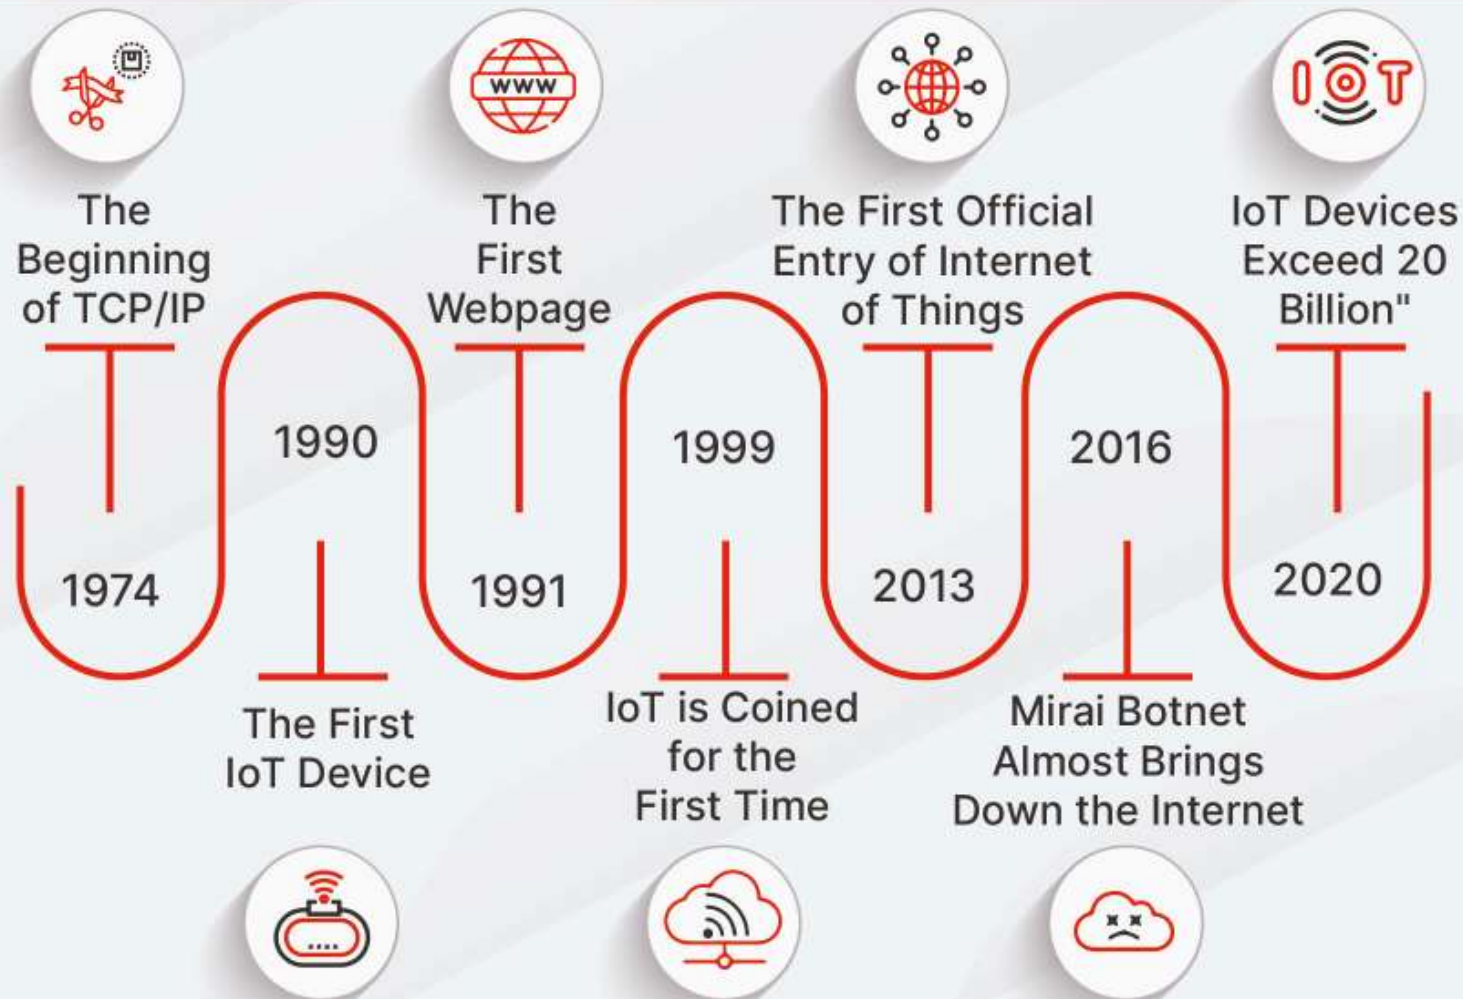 The
Beginning
of TCP/IP
1974
1990
The First
IoT Device
WWW
The
First
Webpage
1991
1999
IoT is Coined
for the
First Time
The First Official
Entry of Internet
of Things
2013
2016
Mirai Botnet
Almost Brings
Down the Internet
IOT
IoT Devices
Exceed 20
Billion"
2020